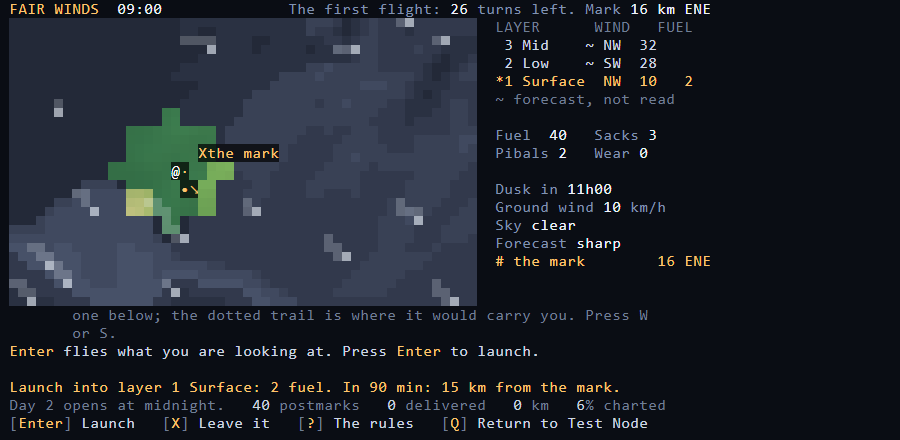 FAIR WINDS 09:00 The first flight: 26 turns left. Mark 16 km ENE
LAYER WIND FUEL
3 Mid ~ NW 32
2 Low ~ SW 28
*1 Surface NW 10 2
~ forecast, not read
Fuel 40 Sacks 3
Pibals 2 Wear 0
Dusk in 11h00
Ground wind 10 km/h
Sky clear
Forecast sharp
# the mark 16 ENE
Xthe mark
@
one below; the dotted trail is where it would carry you. Press W
or S.
Enter flies what you are looking at. Press Enter to launch.
Launch into layer 1 Surface: 2 fuel. In 90 min: 15 km from the mark.
Day 2 opens at midnight. 40 postmarks 0 delivered 0 km 6% charted
[Enter] Launch [X] Leave it [?] The rules [Q] Return to Test Node